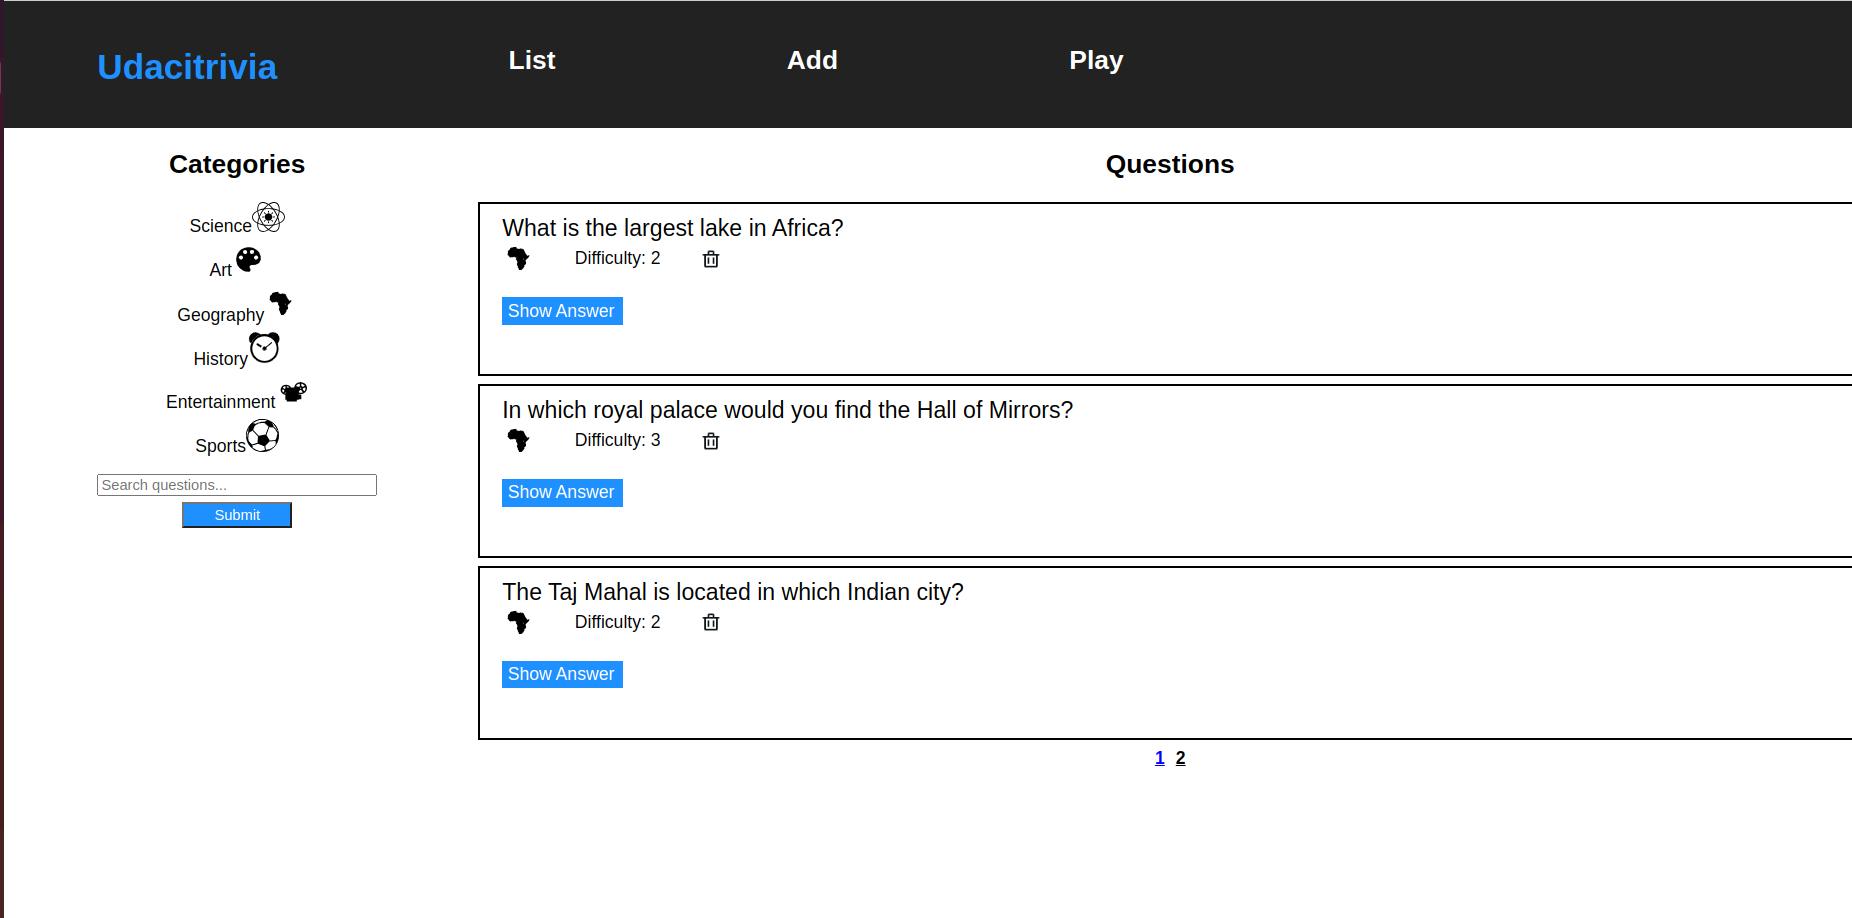 Udacitrivia
List
Add
Play
Categories
Science
Art
Geography
History
Entertainment
Sports
Search questions...
Submit
Questions
What is the largest lake in Africa?
Difficulty: 2
Show Answer
In which royal palace would you find the Hall of Mirrors?
Difficulty: 3
Show Answer
The Taj Mahal is located in which Indian city?
Difficulty: 2
Show Answer
1 2